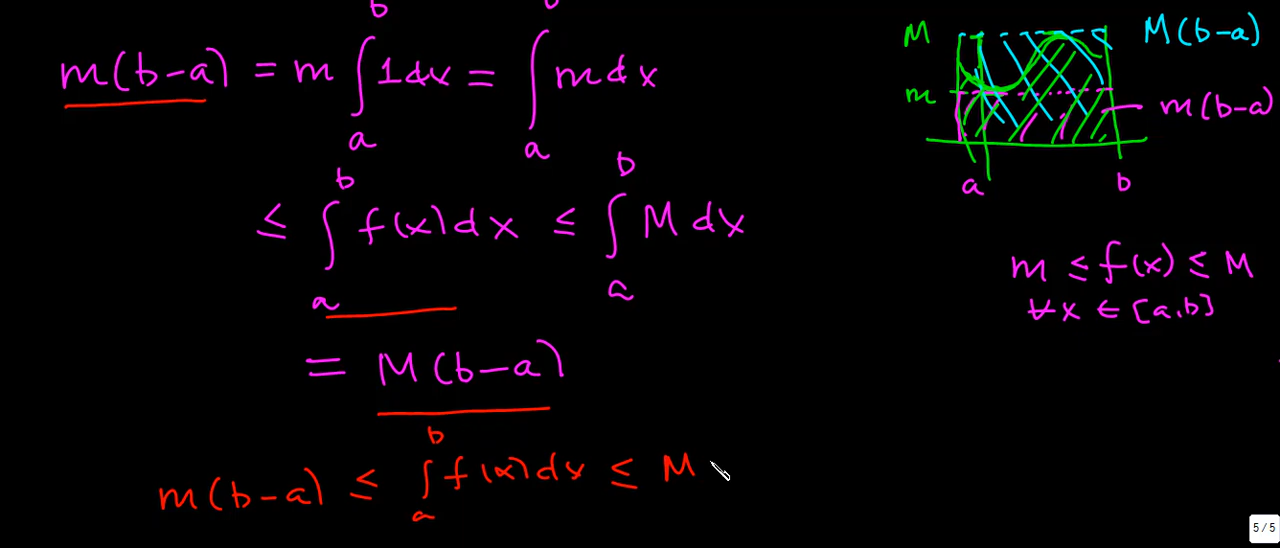 m(b-a) = m ∫_a^b 1dx = ∫_a^b m dx
≤ ∫_a^b f(x)dx ≤ ∫_a^b M dx
= M(b-a)
m(b-a) ≤ ∫_a^b f(x)dx ≤ M
M
M(b-a)
m
m(b-a)
a b
m ≤ f(x) ≤ M
∀x ∈ [a,b]
5/5